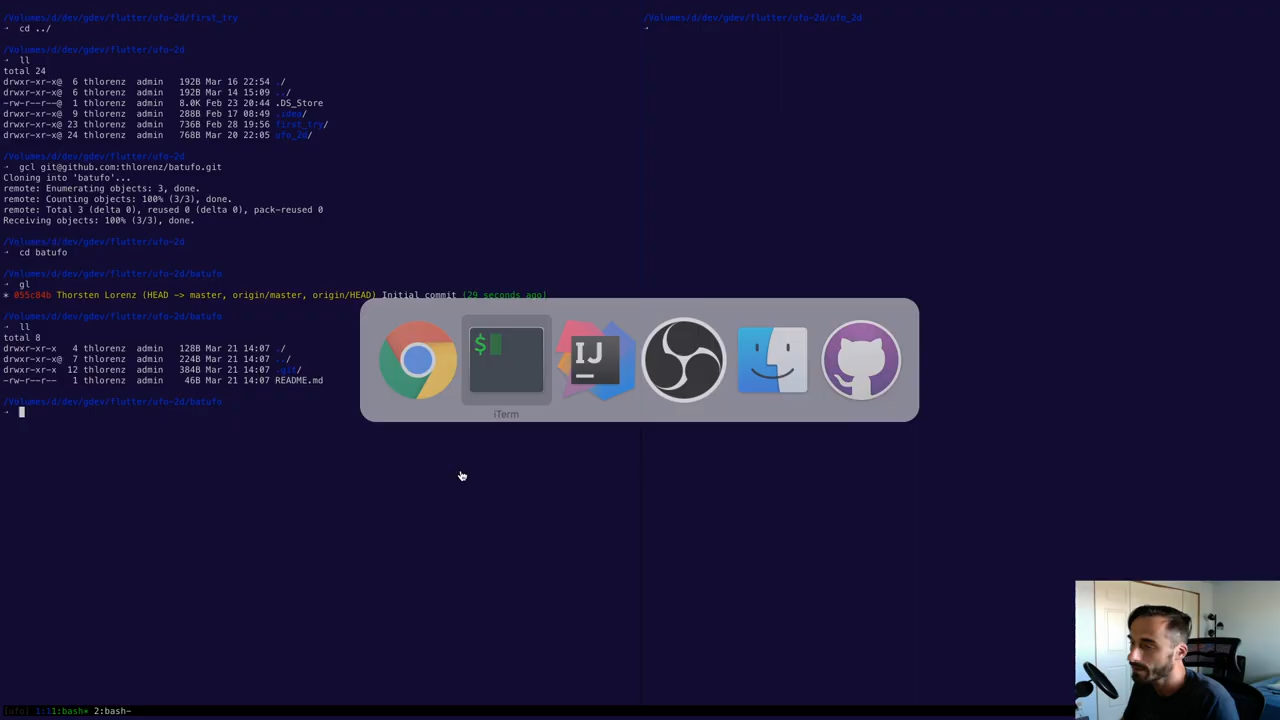 /Volumes/d/dev/gdev/flutter/ufo-2d/first_try
→ cd ../
/Volumes/d/dev/gdev/flutter/ufo-2d
→ ll
total 24
drwxr-xr-x@ 6 thlorenz admin 192B Mar 16 22:54 ./
drwxr-xr-x@ 6 thlorenz admin 192B Mar 14 15:09 ../
-rw-r--r--@ 1 thlorenz admin 8.0K Feb 23 20:44 .DS_Store
drwxr-xr-x@ 9 thlorenz admin 288B Feb 17 08:49 .idea/
drwxr-xr-x@ 23 thlorenz admin 736B Feb 28 19:56 first_try/
drwxr-xr-x@ 24 thlorenz admin 768B Mar 20 22:05 ufo_2d/
/Volumes/d/dev/gdev/flutter/ufo-2d
→ gcl git@github.com:thlorenz/batufo.git
Cloning into 'batufo'...
remote: Enumerating objects: 3, done.
remote: Counting objects: 100% (3/3), done.
remote: Total 3 (delta 0), reused 0 (delta 0), pack-reused 0
Receiving objects: 100% (3/3), done.
/Volumes/d/dev/gdev/flutter/ufo-2d
→ cd batufo
/Volumes/d/dev/gdev/flutter/ufo-2d/batufo
→ gl
* 055c84b Thorsten Lorenz (HEAD -> master, origin/master, origin/HEAD) Initial commit (29 seconds ago)
/Volumes/d/dev/gdev/flutter/ufo-2d/batufo
→ ll
total 8
drwxr-xr-x 4 thlorenz admin 128B Mar 21 14:07 ./
drwxr-xr-x@ 7 thlorenz admin 224B Mar 21 14:07 ../
drwxr-xr-x 12 thlorenz admin 384B Mar 21 14:07 .git/
-rw-r--r-- 1 thlorenz admin 46B Mar 21 14:07 README.md
/Volumes/d/dev/gdev/flutter/ufo-2d/batufo
→
/Volumes/d/dev/gdev/flutter/ufo-2d/ufo_2d
→
$
IJ
iTerm
[ufo] 1:11:bash* 2:bash-